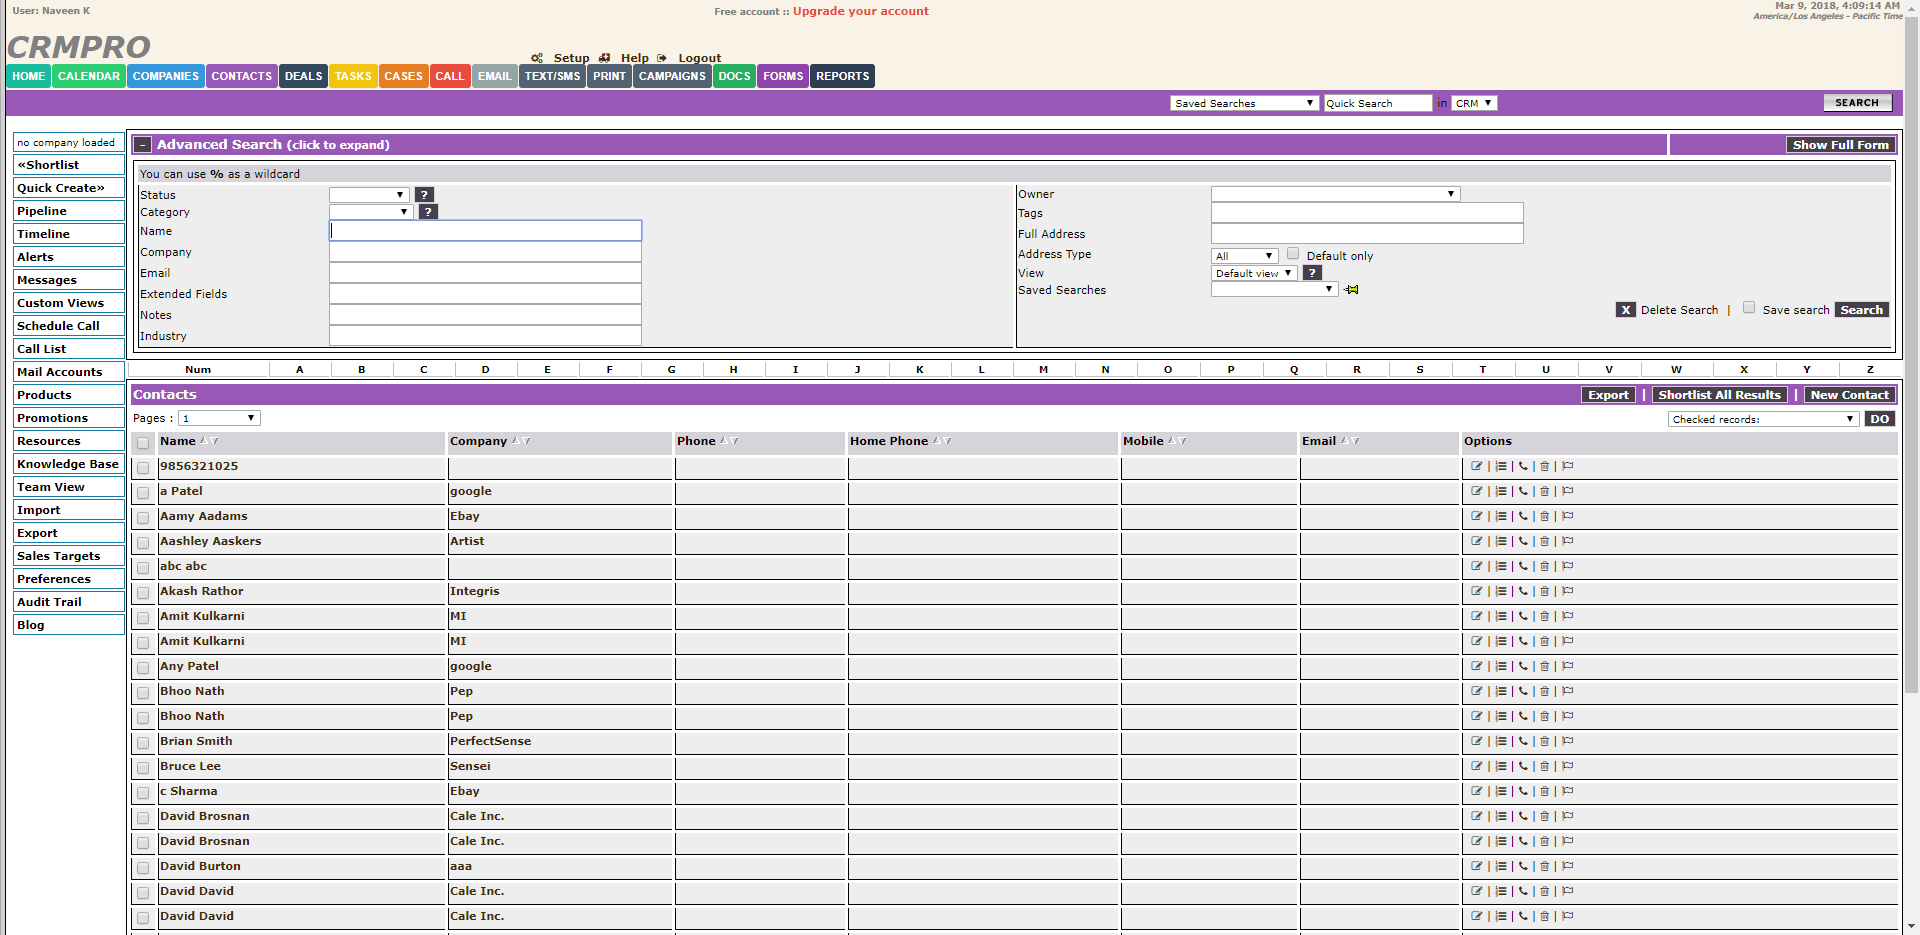 User: Naveen K
Free account :: Upgrade your account
Mar 9, 2018, 4:09:14 AM
America/Los Angeles - Pacific Time
CRMPRO
Setup Help Logout
HOME CALENDAR COMPANIES CONTACTS DEALS TASKS CASES CALL EMAIL TEXT/SMS PRINT CAMPAIGNS DOCS FORMS REPORTS
Saved Searches Quick Search in CRM SEARCH
no company loaded
«Shortlist
Quick Create»
Pipeline
Timeline
Alerts
Messages
Custom Views
Schedule Call
Call List
Mail Accounts
Products
Promotions
Resources
Knowledge Base
Team View
Import
Export
Sales Targets
Preferences
Audit Trail
Blog
- Advanced Search (click to expand) Show Full Form
You can use % as a wildcard
Status ?
Category ?
Name
Company
Email
Extended Fields
Notes
Industry
Owner
Tags
Full Address
Address Type All Default only
View Default view ?
Saved Searches
X Delete Search | Save search Search
Num A B C D E F G H I J K L M N O P Q R S T U V W X Y Z
Contacts Export | Shortlist All Results | New Contact
Pages : 1 Checked records: DO
Name Company Phone Home Phone Mobile Email Options
9856321025
a Patel google
Aamy Aadams Ebay
Aashley Aaskers Artist
abc abc
Akash Rathor Integris
Amit Kulkarni MI
Amit Kulkarni MI
Any Patel google
Bhoo Nath Pep
Bhoo Nath Pep
Brian Smith PerfectSense
Bruce Lee Sensei
c Sharma Ebay
David Brosnan Cale Inc.
David Brosnan Cale Inc.
David Burton aaa
David David Cale Inc.
David David Cale Inc.